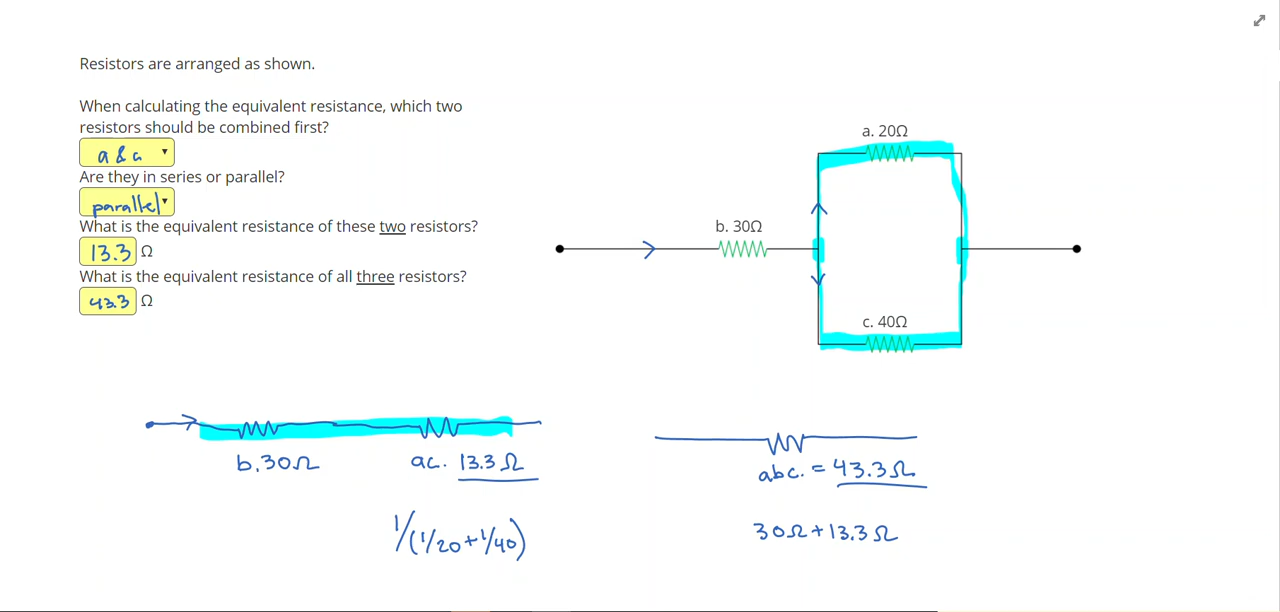 Resistors are arranged as shown.
When calculating the equivalent resistance, which two
resistors should be combined first?
a & c
Are they in series or parallel?
parallel
What is the equivalent resistance of these two resistors?
13.3 Ω
What is the equivalent resistance of all three resistors?
43.3 Ω
a. 20Ω
b. 30Ω
c. 40Ω
b. 30Ω
ac. 13.3 Ω
1/(1/20+1/40)
abc. = 43.3Ω
30Ω+13.3Ω